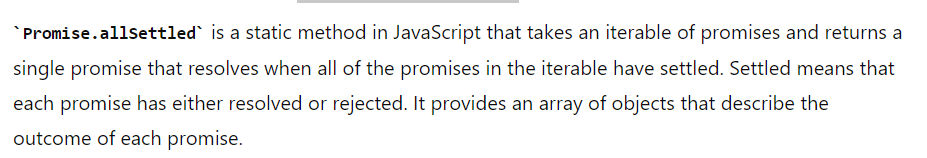 `Promise.allSettled` is a static method in JavaScript that takes an iterable of promises and returns a
single promise that resolves when all of the promises in the iterable have settled. Settled means that
each promise has either resolved or rejected. It provides an array of objects that describe the
outcome of each promise.